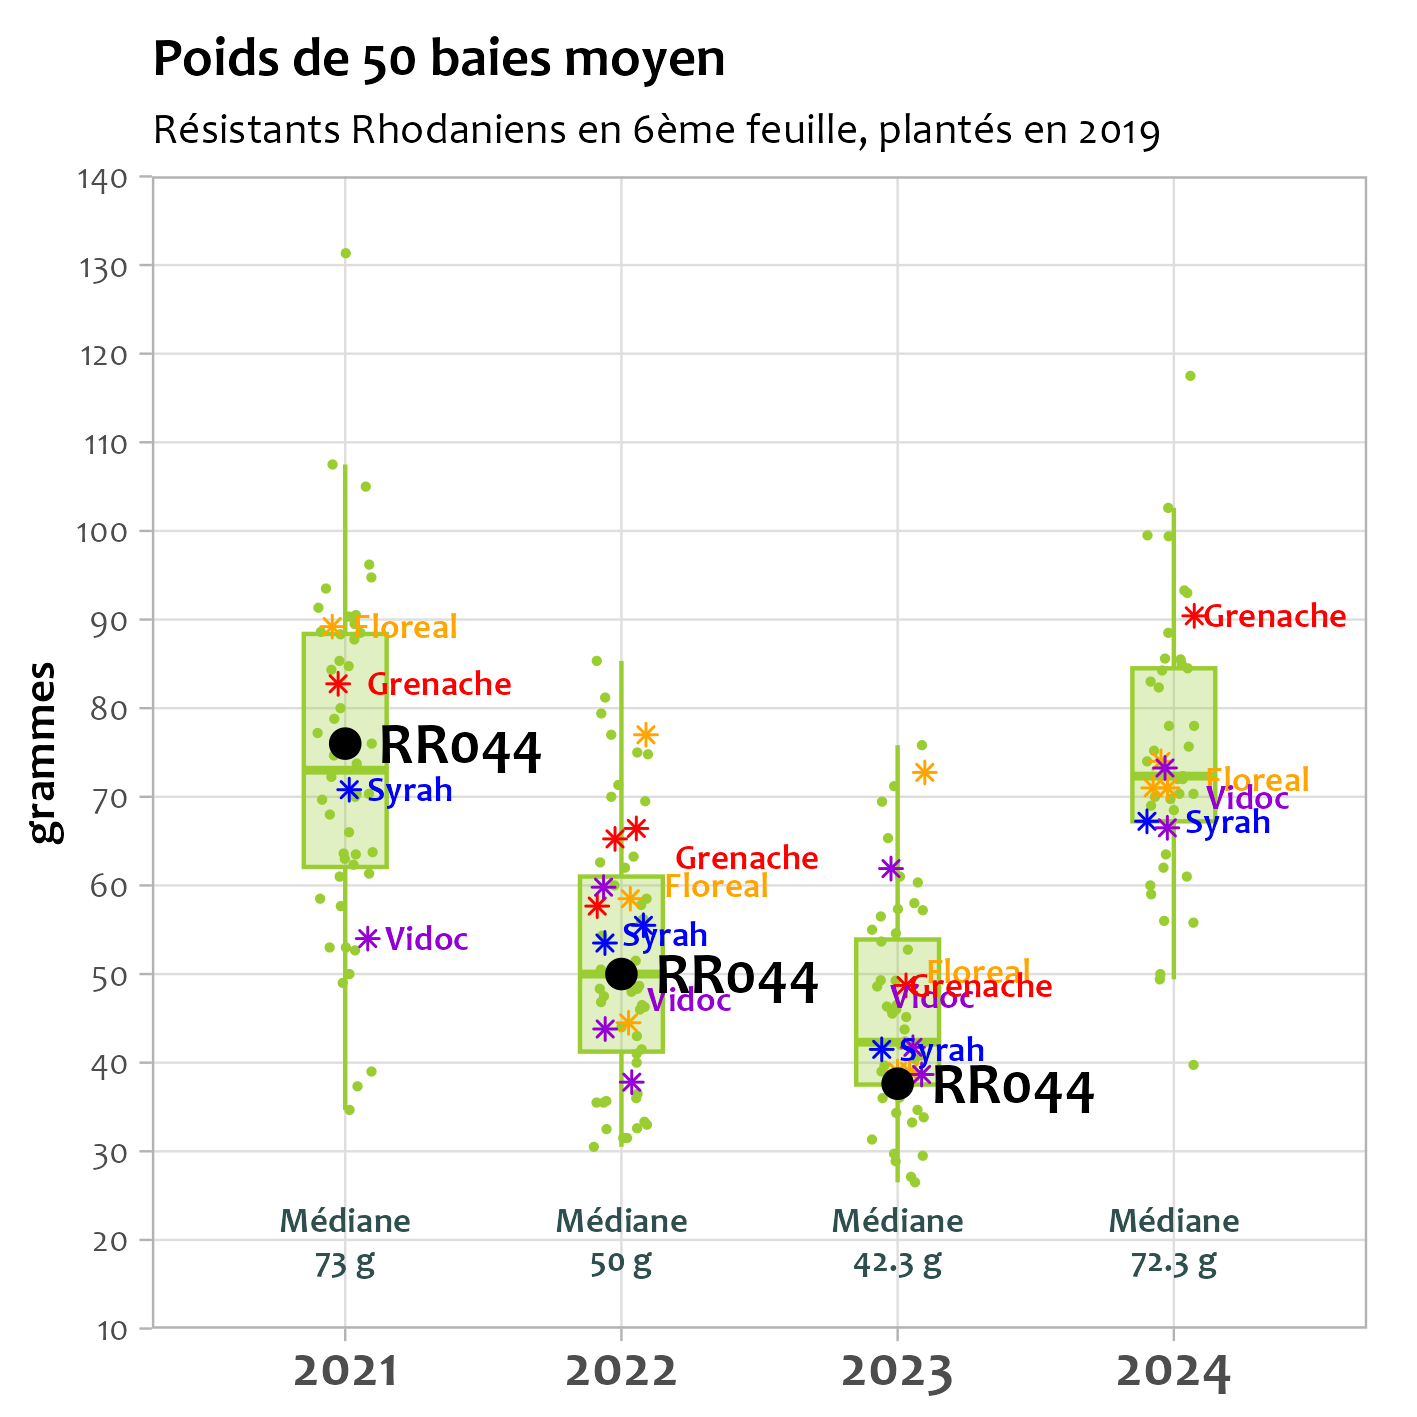 Poids de 50 baies moyen
Résistants Rhodaniens en 6ème feuille, plantés en 2019
grammes
140
130
120
110
100
90
80
70
60
50
40
30
20
10
Floreal
Grenache
RR044
Syrah
Vidoc
Grenache
Floreal
Syrah
RR044
Vidoc
Floreal
Grenache
Vidoc
Syrah
RR044
Grenache
Floreal
Vidoc
Syrah
Médiane
73 g
Médiane
50 g
Médiane
42.3 g
Médiane
72.3 g
2021
2022
2023
2024